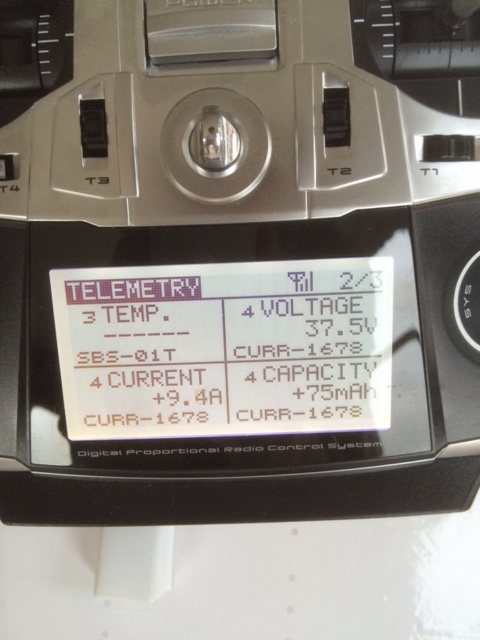 POWER
T4
T3
T2
T1
SYS
TELEMETRY 2/3
3 TEMP.
------
SBS-01T
4 VOLTAGE
37.5V
CURR-1678
4 CURRENT
+9.4A
CURR-1678
4 CAPACITY
+75mAh
CURR-1678
Digital Proportional Radio Control System